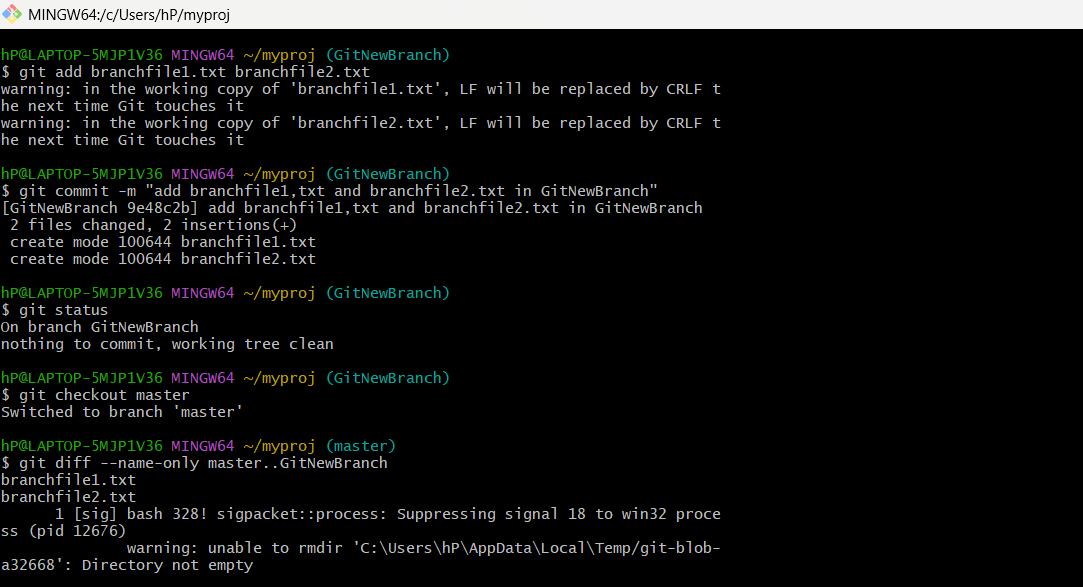 MINGW64:/c/Users/hP/myproj
hP@LAPTOP-5MJP1V36 MINGW64 ~/myproj (GitNewBranch)
$ git add branchfile1.txt branchfile2.txt
warning: in the working copy of 'branchfile1.txt', LF will be replaced by CRLF t
he next time Git touches it
warning: in the working copy of 'branchfile2.txt', LF will be replaced by CRLF t
he next time Git touches it
hP@LAPTOP-5MJP1V36 MINGW64 ~/myproj (GitNewBranch)
$ git commit -m "add branchfile1,txt and branchfile2.txt in GitNewBranch"
[GitNewBranch 9e48c2b] add branchfile1,txt and branchfile2.txt in GitNewBranch
 2 files changed, 2 insertions(+)
 create mode 100644 branchfile1.txt
 create mode 100644 branchfile2.txt
hP@LAPTOP-5MJP1V36 MINGW64 ~/myproj (GitNewBranch)
$ git status
On branch GitNewBranch
nothing to commit, working tree clean
hP@LAPTOP-5MJP1V36 MINGW64 ~/myproj (GitNewBranch)
$ git checkout master
Switched to branch 'master'
hP@LAPTOP-5MJP1V36 MINGW64 ~/myproj (master)
$ git diff --name-only master..GitNewBranch
branchfile1.txt
branchfile2.txt
      1 [sig] bash 328! sigpacket::process: Suppressing signal 18 to win32 proce
ss (pid 12676)
              warning: unable to rmdir 'C:\Users\hP\AppData\Local\Temp/git-blob-
a32668': Directory not empty